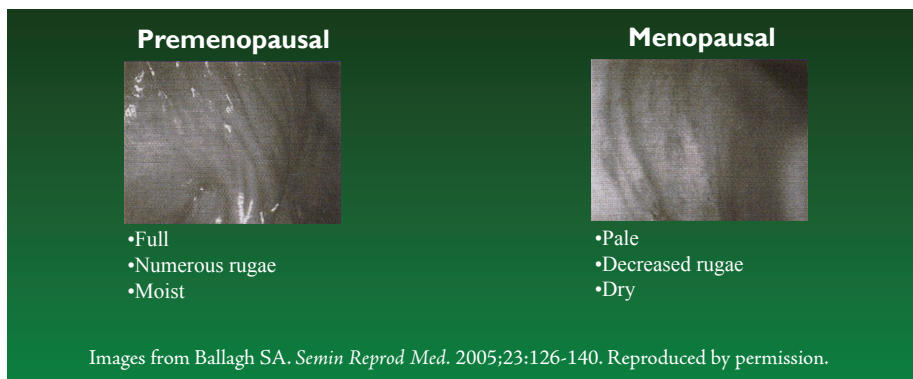 Premenopausal
•Full
•Numerous rugae
•Moist
Menopausal
•Pale
•Decreased rugae
•Dry
Images from Ballagh SA. Semin Reprod Med. 2005;23:126-140. Reproduced by permission.